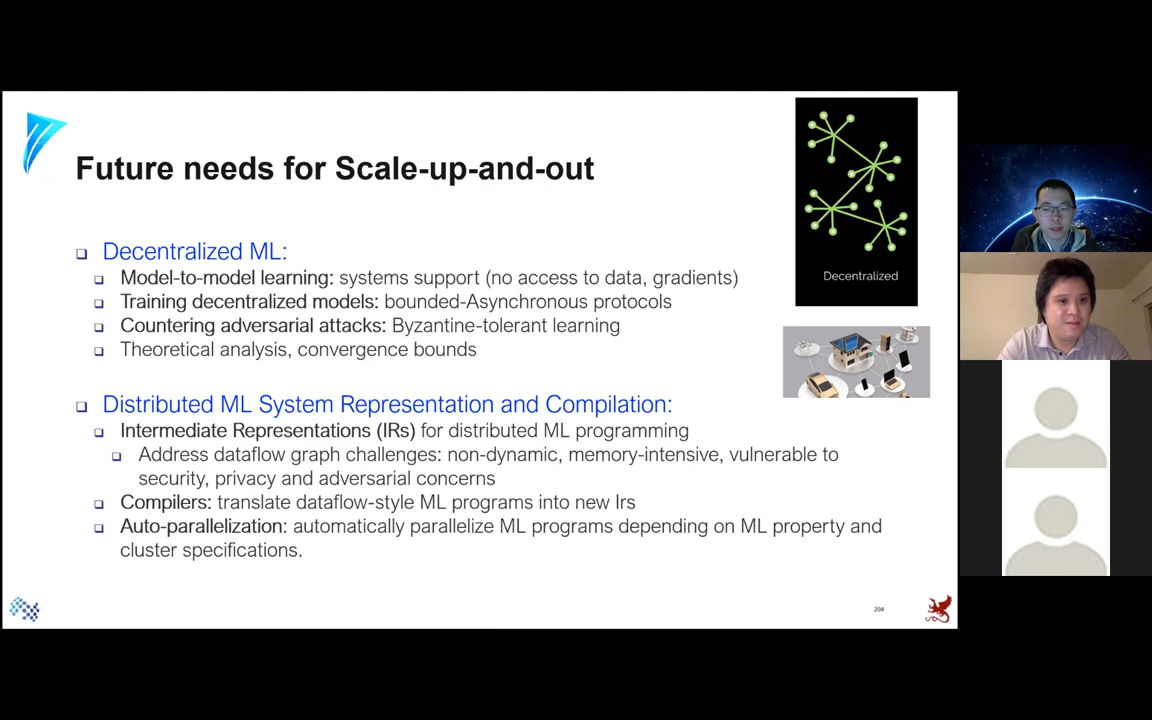 Future needs for Scale-up-and-out
Decentralized ML:
Model-to-model learning: systems support (no access to data, gradients)
Training decentralized models: bounded-Asynchronous protocols
Countering adversarial attacks: Byzantine-tolerant learning
Theoretical analysis, convergence bounds
Distributed ML System Representation and Compilation:
Intermediate Representations (IRs) for distributed ML programming
Address dataflow graph challenges: non-dynamic, memory-intensive, vulnerable to
security, privacy and adversarial concerns
Compilers: translate dataflow-style ML programs into new Irs
Auto-parallelization: automatically parallelize ML programs depending on ML property and
cluster specifications.
Decentralized
204